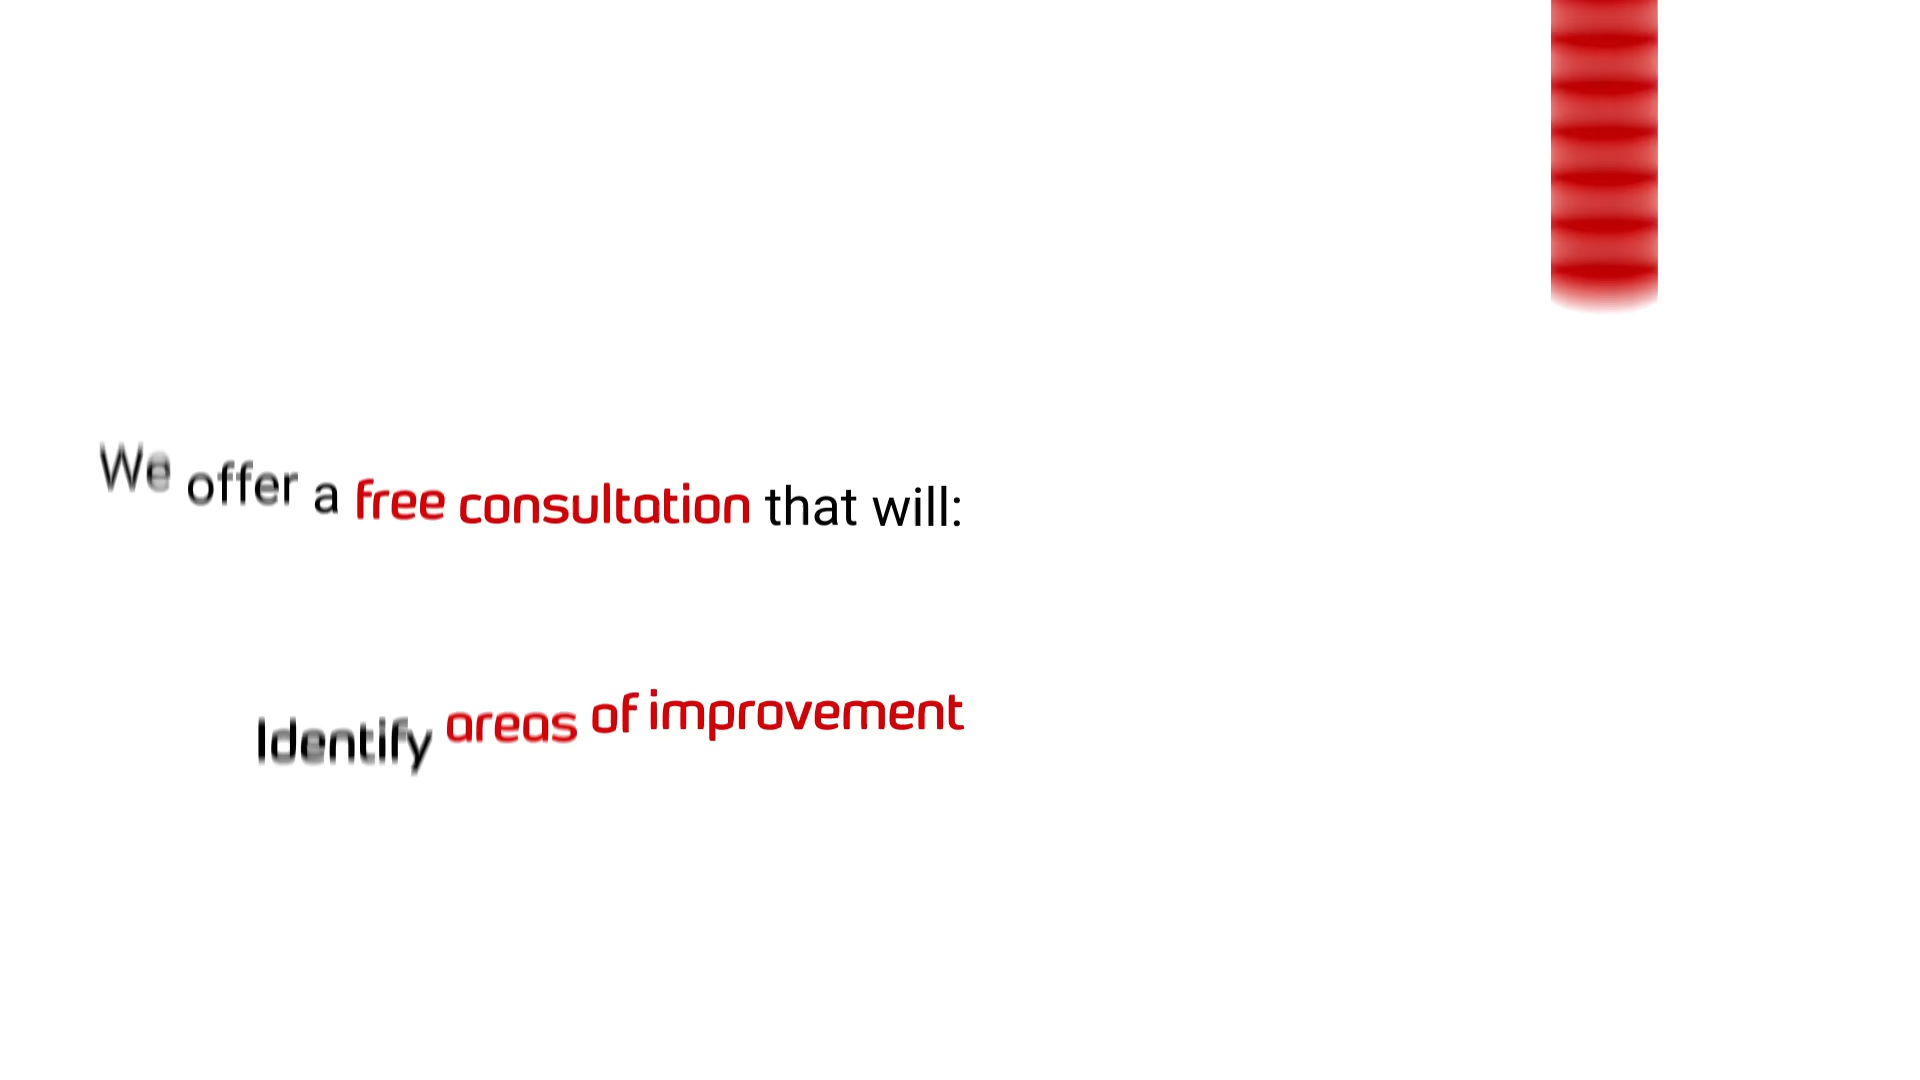 We offer a free consultation that will:
Identify areas of improvement